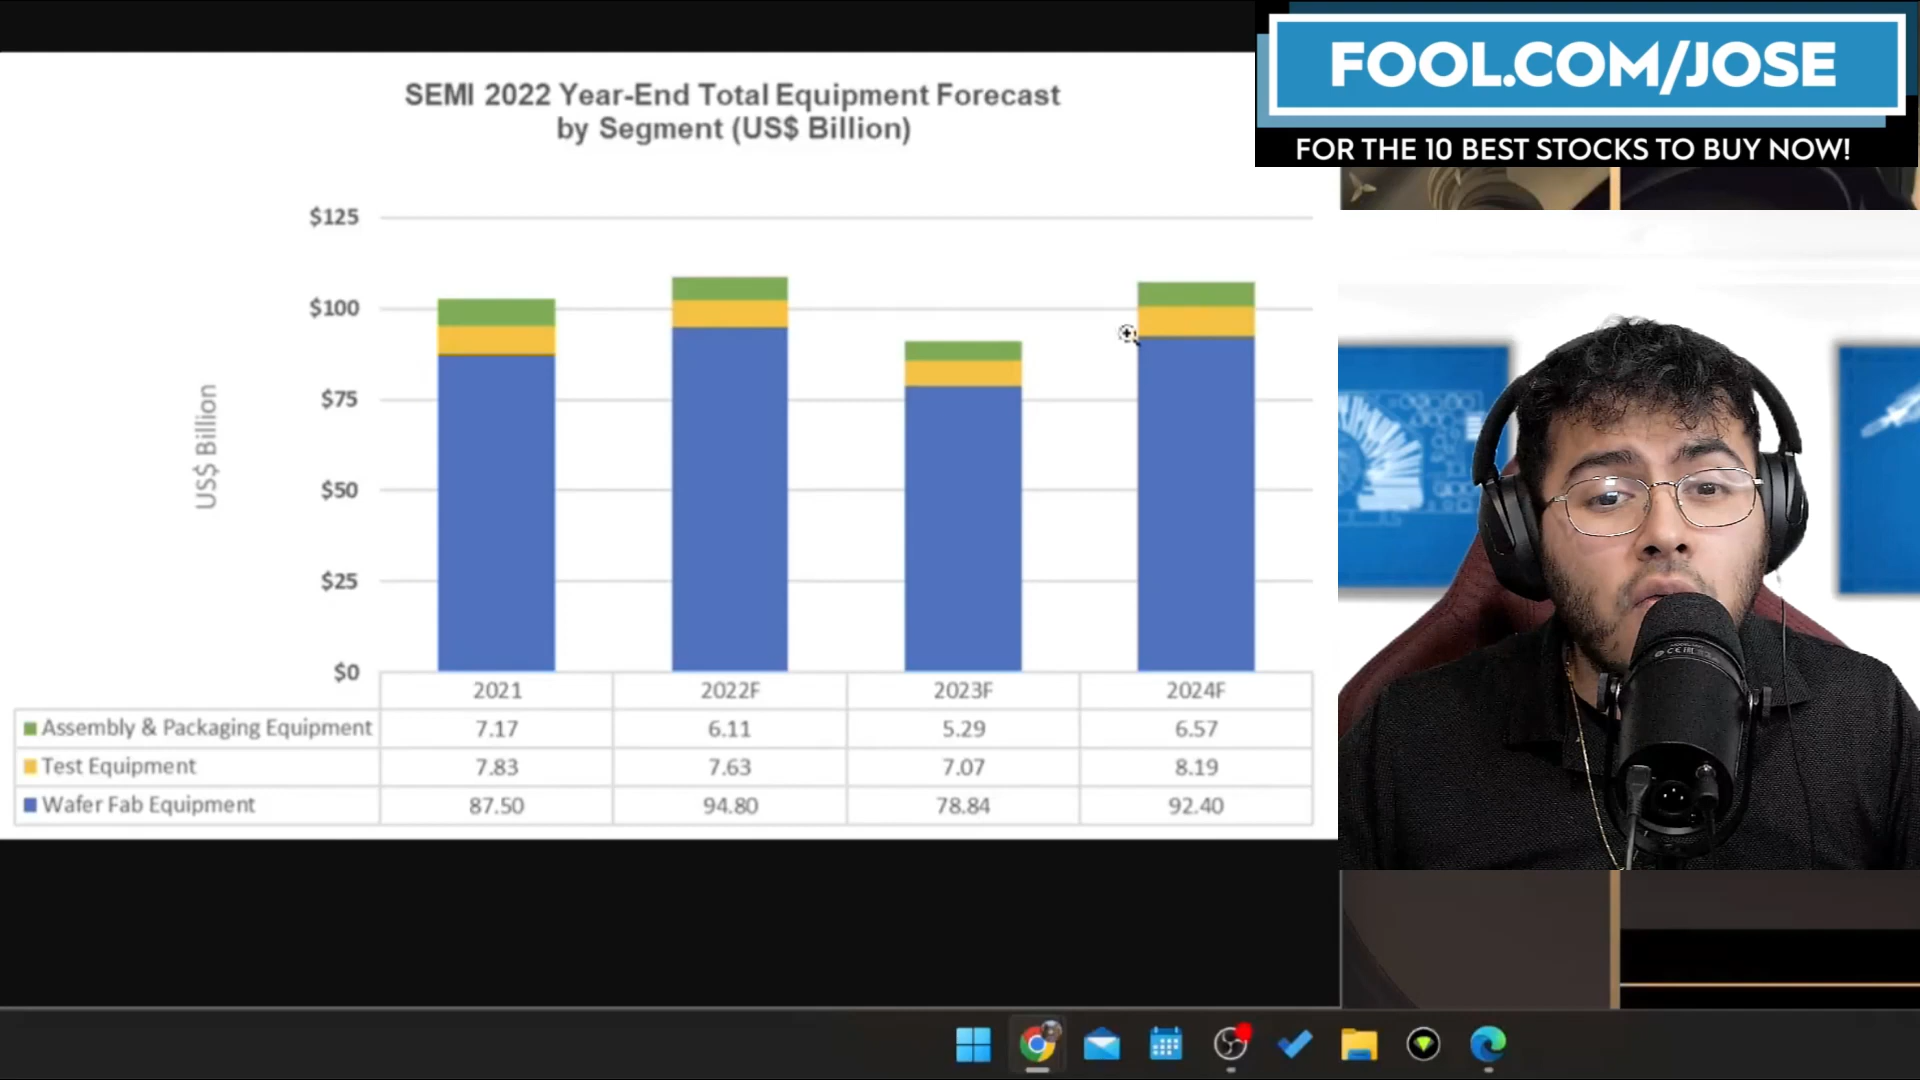 FOOL.COM/JOSE
FOR THE 10 BEST STOCKS TO BUY NOW!
SEMI 2022 Year-End Total Equipment Forecast
by Segment (US$ Billion)
US$ Billion
$125
$100
$75
$50
$25
$0
2021 2022F 2023F 2024F
Assembly & Packaging Equipment 7.17 6.11 5.29 6.57
Test Equipment 7.83 7.63 7.07 8.19
Wafer Fab Equipment 87.50 94.80 78.84 92.40